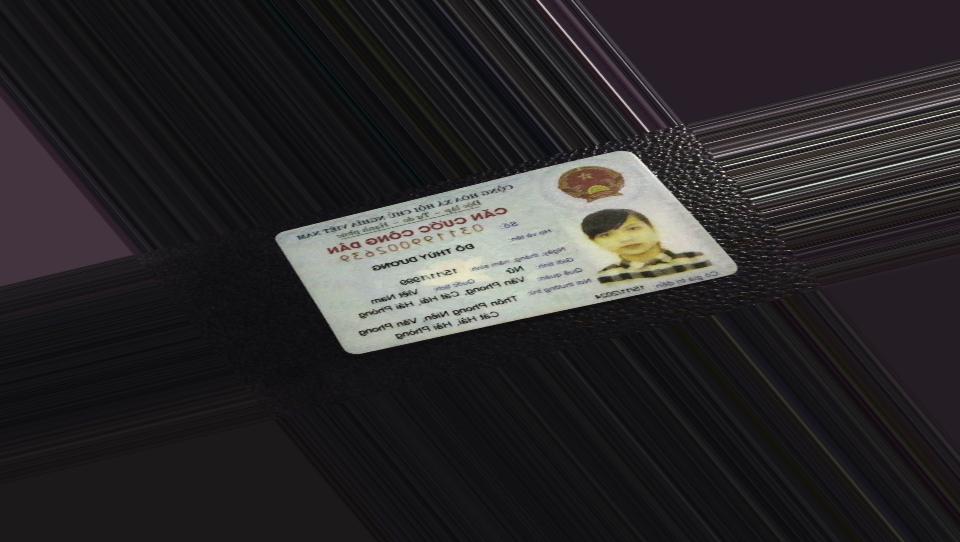 CỘNG HÒA XÃ HỘI CHỦ NGHĨA VIỆT NAM
Độc lập - Tự do - Hạnh phúc
CĂN CƯỚC CÔNG DÂN
Số: 031199002639
Họ và tên:
ĐỖ THÙY DƯƠNG
Ngày, tháng, năm sinh: 15/11/1999
Giới tính: Nữ Quốc tịch: Việt Nam
Quê quán: Văn Phong, Cát Hải, Hải Phòng
Nơi thường trú: Thôn Phong Niên, Văn Phong
Cát Hải, Hải Phòng
Có giá trị đến: 15/11/2024